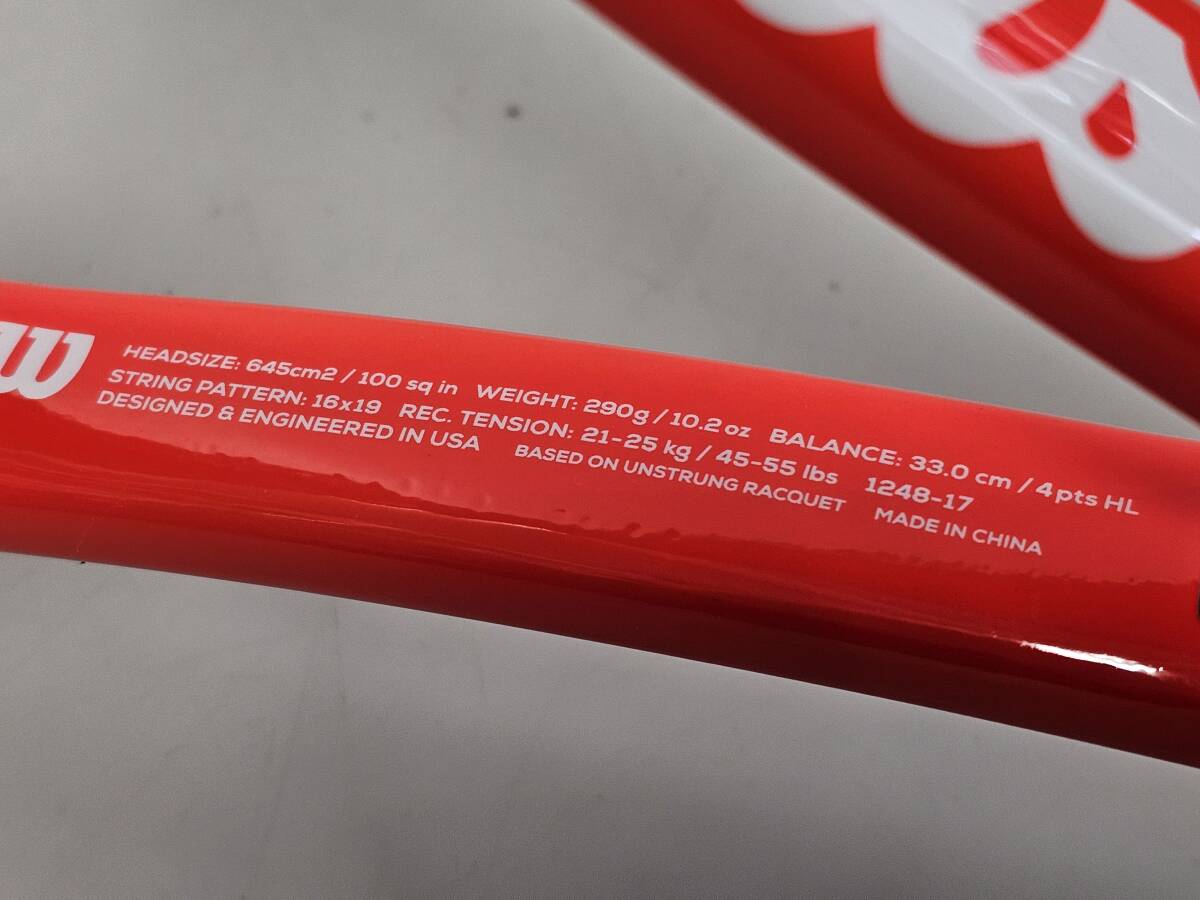 W
HEADSIZE: 645cm2 / 100 sq in WEIGHT: 290g / 10.2 oz BALANCE: 33.0 cm / 4 pts HL
STRING PATTERN: 16x19 REC. TENSION: 21-25 kg / 45-55 lbs 1248-17
DESIGNED & ENGINEERED IN USA BASED ON UNSTRUNG RACQUET MADE IN CHINA